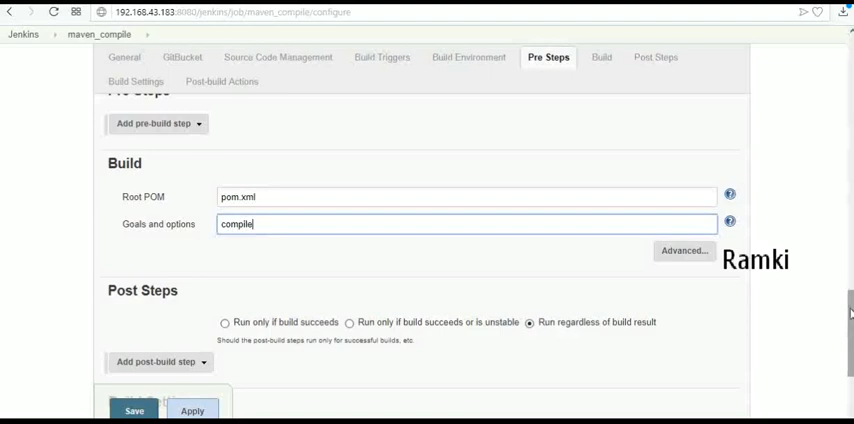 192.168.43.183:8080/jenkins/job/maven_compile/configure
Jenkins maven_compile
General GitBucket Source Code Management Build Triggers Build Environment Pre Steps Build Post Steps
Build Settings Post-build Actions
Pre Steps
Add pre-build step
Build
Root POM pom.xml
Goals and options compile
Advanced...
Ramki
Post Steps
Run only if build succeeds Run only if build succeeds or is unstable Run regardless of build result
Should the post-build steps run only for successful builds, etc.
Add post-build step
Save Apply